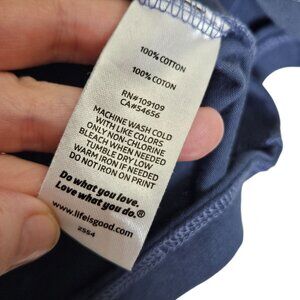 100% COTTON
100% COTON
RN#109109
CA#54656
MACHINE WASH COLD
WITH LIKE COLORS
ONLY NON-CHLORINE
BLEACH WHEN NEEDED
TUMBLE DRY LOW
WARM IRON IF NEEDED
DO NOT IRON ON PRINT
Do what you love.
Love what you do.®
www.lifeisgood.com
2554